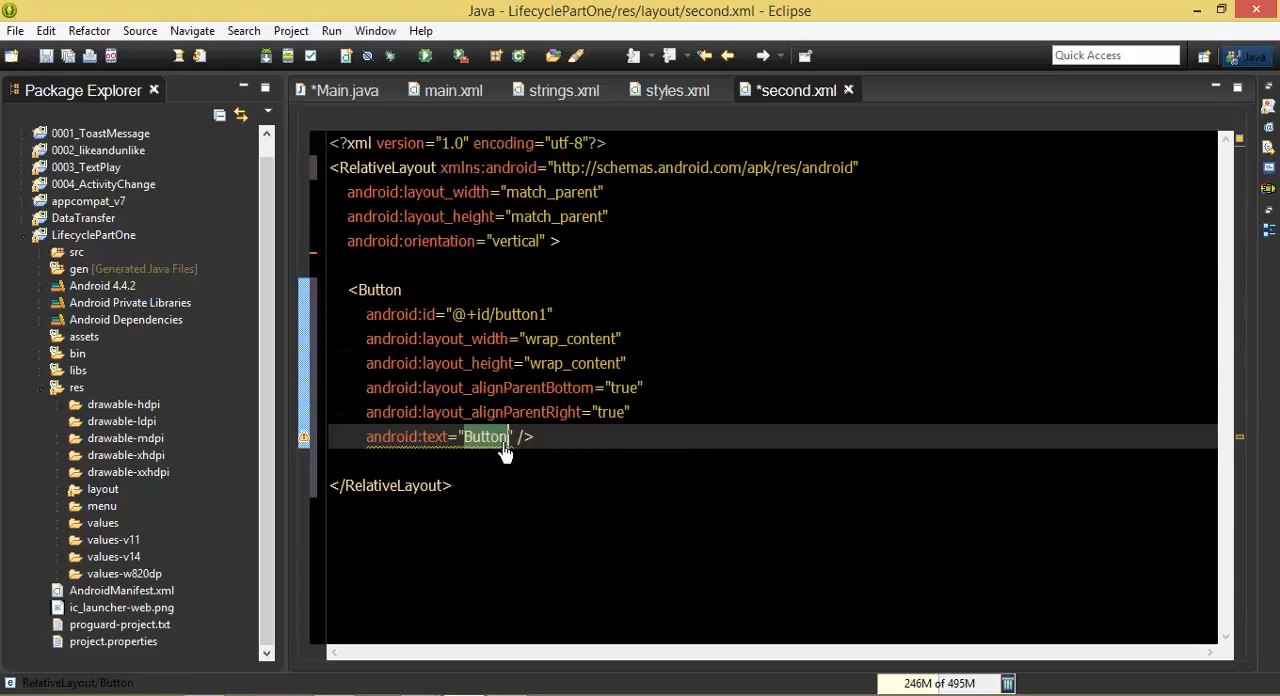 Java - LifecyclePartOne/res/layout/second.xml - Eclipse
File Edit Refactor Source Navigate Search Project Run Window Help
Quick Access
Java
Package Explorer
*Main.java
main.xml
strings.xml
styles.xml
*second.xml
0001_ToastMessage
0002_likeandunlike
0003_TextPlay
0004_ActivityChange
appcompat_v7
DataTransfer
LifecyclePartOne
src
gen [Generated Java Files]
Android 4.4.2
Android Private Libraries
Android Dependencies
assets
bin
libs
res
drawable-hdpi
drawable-ldpi
drawable-mdpi
drawable-xhdpi
drawable-xxhdpi
layout
menu
values
values-v11
values-v14
values-w820dp
AndroidManifest.xml
ic_launcher-web.png
proguard-project.txt
project.properties
<?xml version="1.0" encoding="utf-8"?>
<RelativeLayout xmlns:android="http://schemas.android.com/apk/res/android"
android:layout_width="match_parent"
android:layout_height="match_parent"
android:orientation="vertical" >
<Button
android:id="@+id/button1"
android:layout_width="wrap_content"
android:layout_height="wrap_content"
android:layout_alignParentBottom="true"
android:layout_alignParentRight="true"
android:text="Button" />
</RelativeLayout>
RelativeLayout/Button
246M of 495M